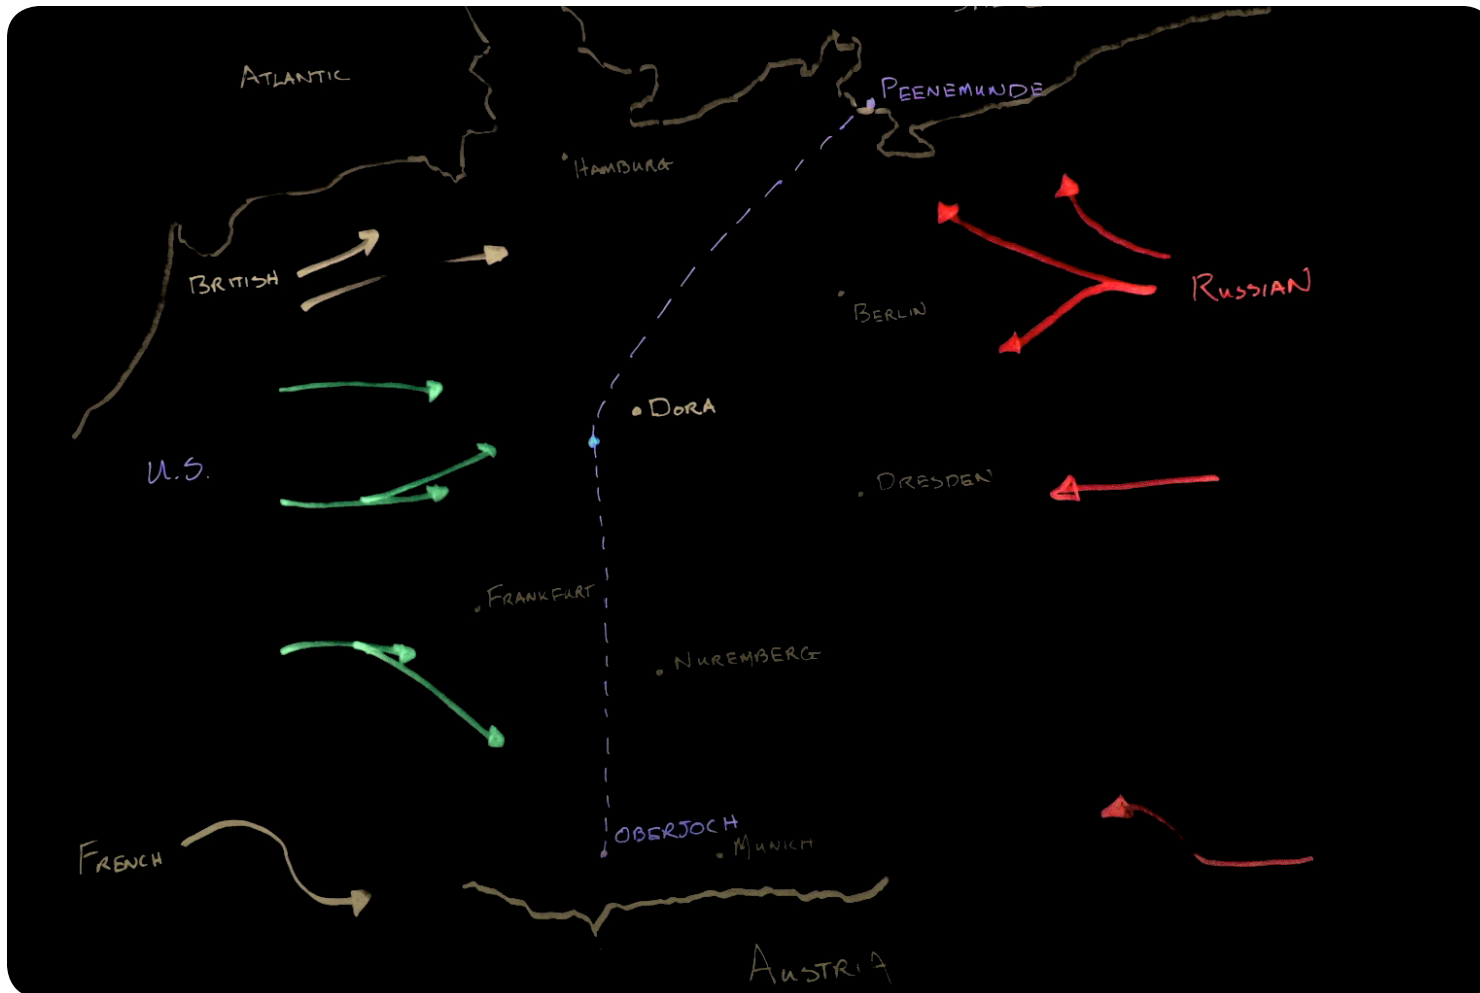 ATLANTIC
PEENEMUNDE
HAMBURG
BRITISH
RUSSIAN
BERLIN
DORA
U.S.
DRESDEN
FRANKFURT
NUREMBERG
OBERJOCH
MUNICH
FRENCH
AUSTRIA